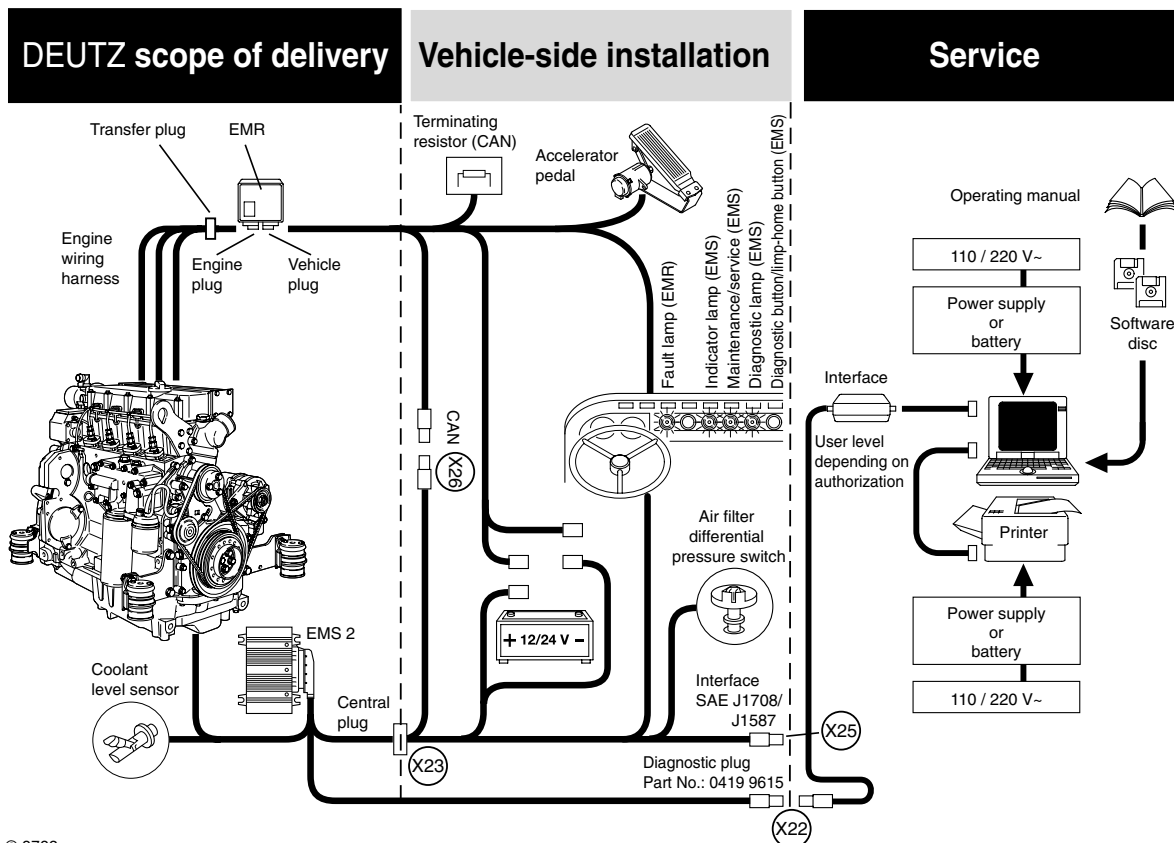 DEUTZ scope of delivery
Vehicle-side installation
Service
Transfer plug
EMR
Engine
wiring
harness
Engine
plug
Vehicle
plug
EMS 2
Coolant
level sensor
Central
plug
X23
Terminating
resistor (CAN)
Accelerator
pedal
Fault lamp (EMR)
Indicator lamp (EMS)
Maintenance/service (EMS)
Diagnostic lamp (EMS)
Diagnostic button/limp-home button (EMS)
CAN
X26
+ 12/24 V −
Air filter
differential
pressure switch
Interface
SAE J1708/
J1587
X25
Diagnostic plug
Part No.: 0419 9615
X22
Operating manual
110 / 220 V~
Power supply
or
battery
Software
disc
Interface
User level
depending on
authorization
Printer
Power supply
or
battery
110 / 220 V~